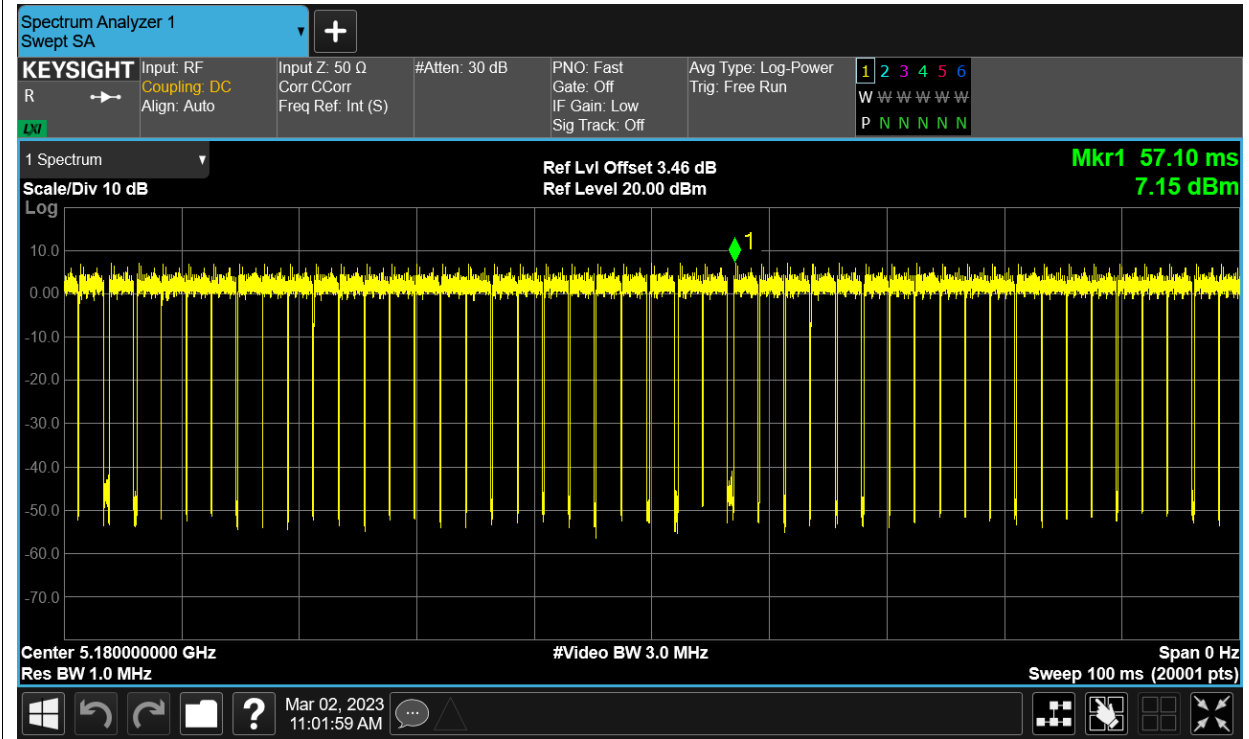 Spectrum Analyzer 1
Swept SA
+
KEYSIGHT Input: RF Input Z: 50 Ω #Atten: 30 dB PNO: Fast Avg Type: Log-Power 1 2 3 4 5 6
R Coupling: DC Corr CCorr Gate: Off Trig: Free Run W W W W W W
Align: Auto Freq Ref: Int (S) IF Gain: Low
LXI Sig Track: Off P N N N N N
1 Spectrum
Scale/Div 10 dB
Ref Lvl Offset 3.46 dB
Ref Level 20.00 dBm
Mkr1 57.10 ms
7.15 dBm
Log
1
10.0
0.00
-10.0
-20.0
-30.0
-40.0
-50.0
-60.0
-70.0
Center 5.180000000 GHz #Video BW 3.0 MHz Span 0 Hz
Res BW 1.0 MHz Sweep 100 ms (20001 pts)
? Mar 02, 2023
11:01:59 AM